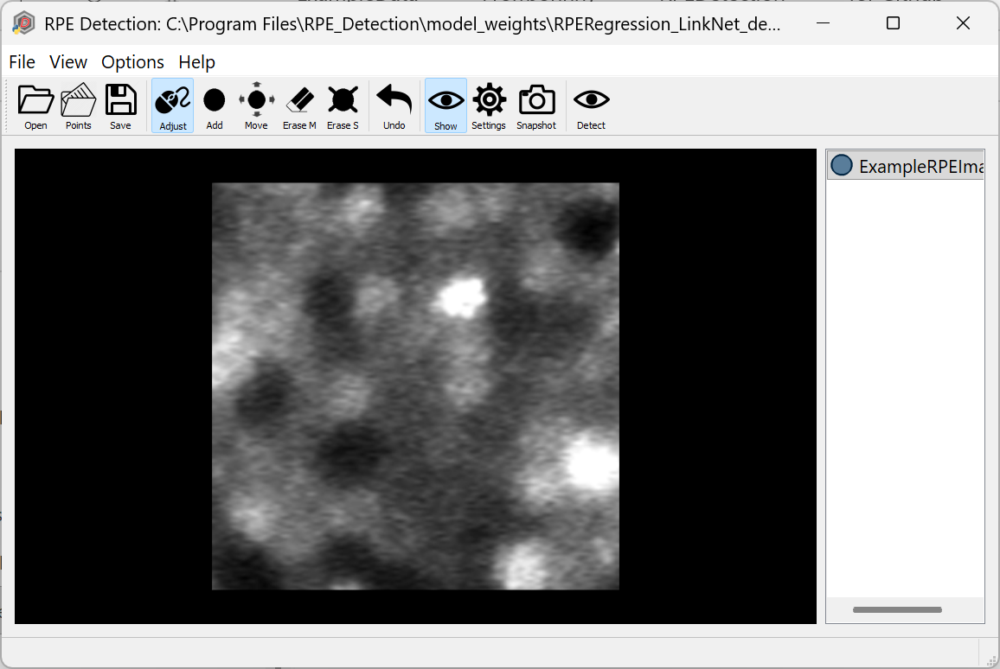 RPE Detection: C:\Program Files\RPE_Detection\model_weights\RPERegression_LinkNet_de...
File View Options Help
Open Points Save Adjust Add Move Erase M Erase S Undo Show Settings Snapshot Detect
ExampleRPEIma